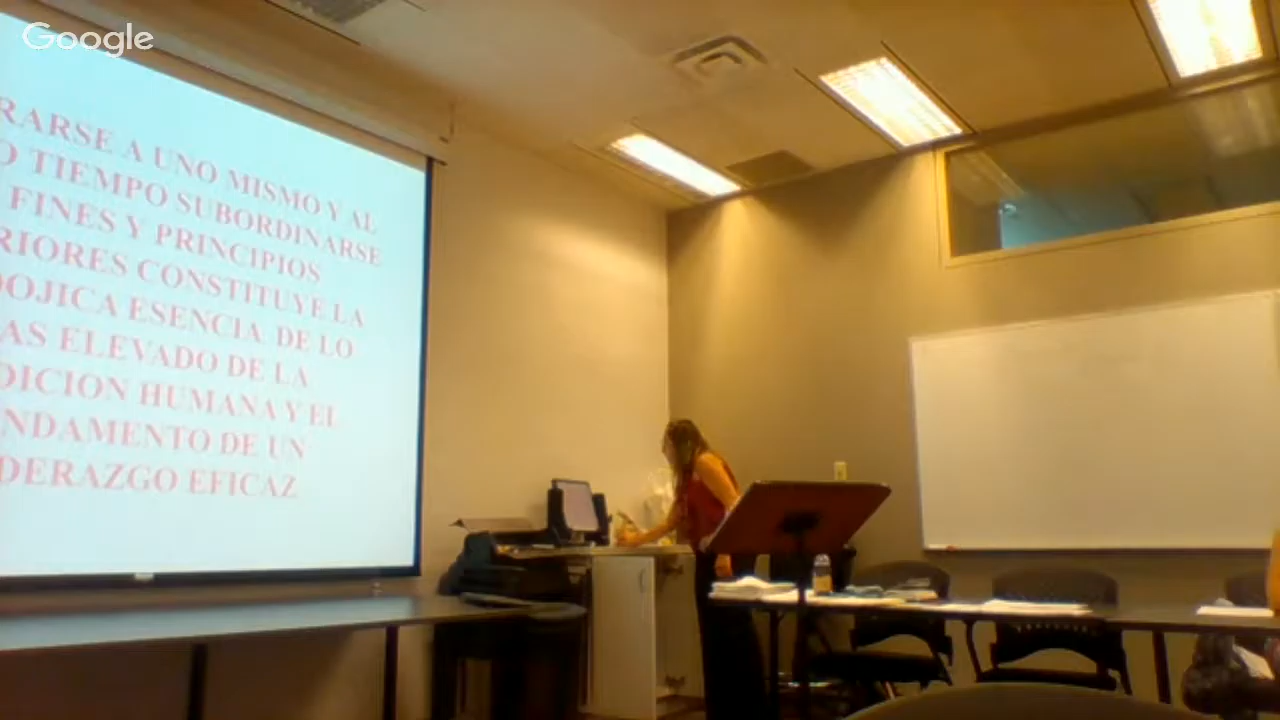 Google
RARSE A UNO MISMO Y AL
O TIEMPO SUBORDINARSE
FINES Y PRINCIPIOS
RIORES CONSTITUYE LA
DOJICA ESENCIA DE LO
AS ELEVADO DE LA
DICION HUMANA Y EL
NDAMENTO DE UN
DERAZGO EFICAZ